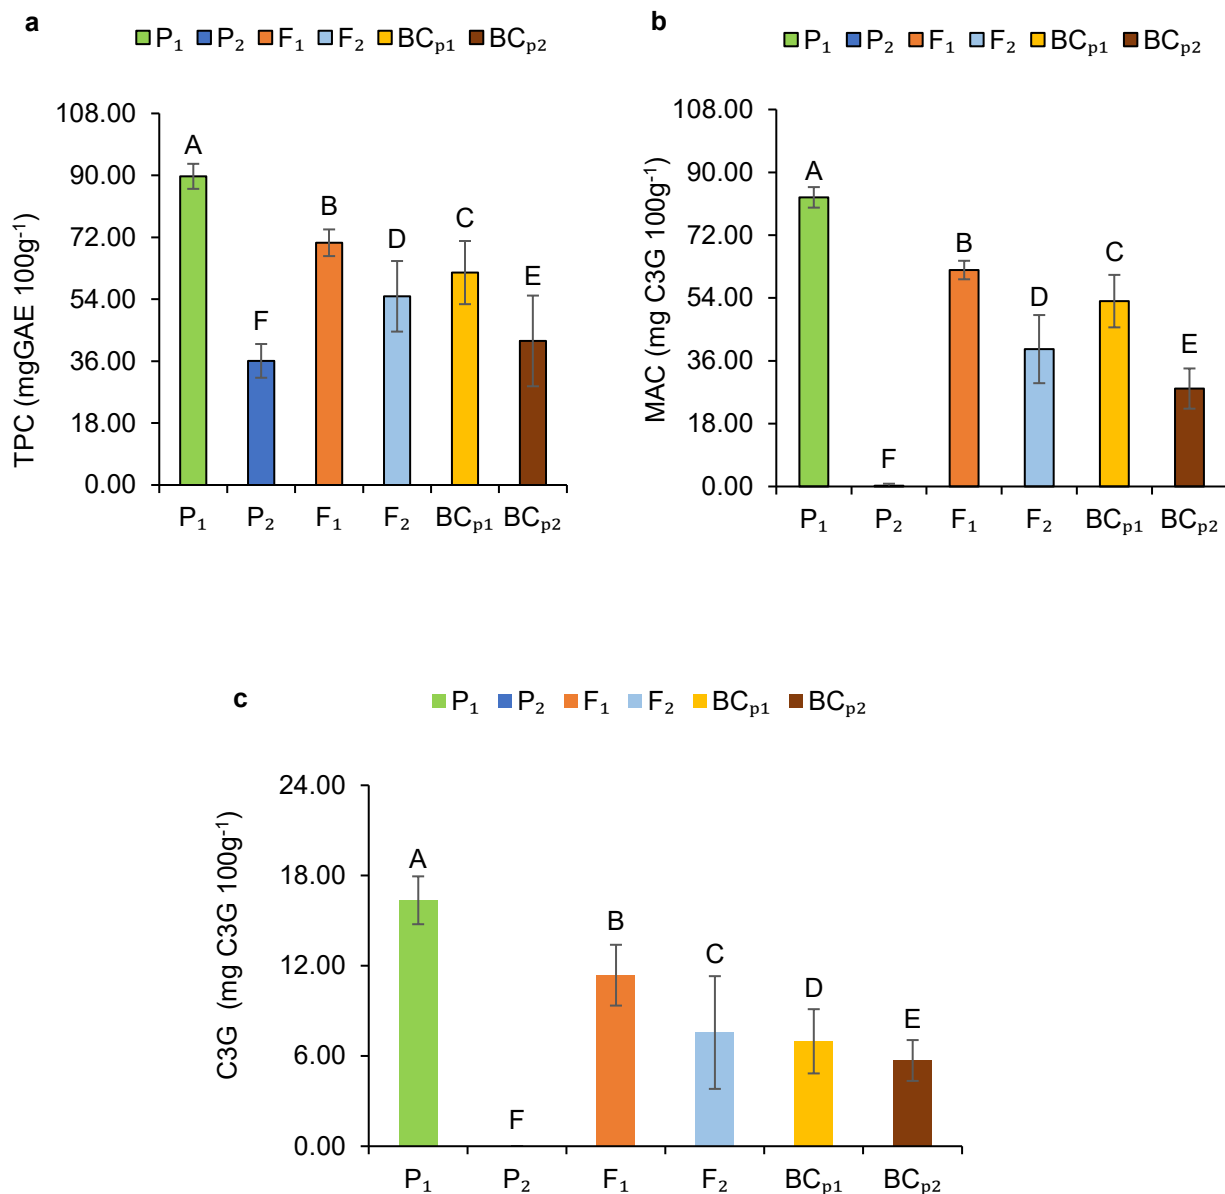 a
P₁ P₂ F₁ F₂ BCₚ₁ BCₚ₂
TPC (mgGAE 100g⁻¹)
108.00
90.00
72.00
54.00
36.00
18.00
0.00
A
F
B
D
C
E
P₁ P₂ F₁ F₂ BCₚ₁ BCₚ₂
b
P₁ P₂ F₁ F₂ BCₚ₁ BCₚ₂
MAC (mg C3G 100g⁻¹)
108.00
90.00
72.00
54.00
36.00
18.00
0.00
A
F
B
D
C
E
P₁ P₂ F₁ F₂ BCₚ₁ BCₚ₂
c
P₁ P₂ F₁ F₂ BCₚ₁ BCₚ₂
C3G (mg C3G 100g⁻¹)
24.00
18.00
12.00
6.00
0.00
A
F
B
C
D
E
P₁ P₂ F₁ F₂ BCₚ₁ BCₚ₂